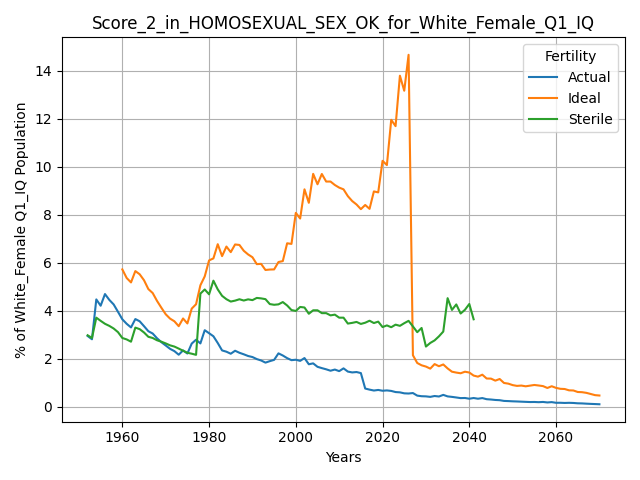 Score_2_in_HOMOSEXUAL_SEX_OK_for_White_Female_Q1_IQ
Fertility
Actual
Ideal
Sterile
% of White_Female Q1_IQ Population
14
12
10
8
6
4
2
0
1960 1980 2000 2020 2040 2060
Years